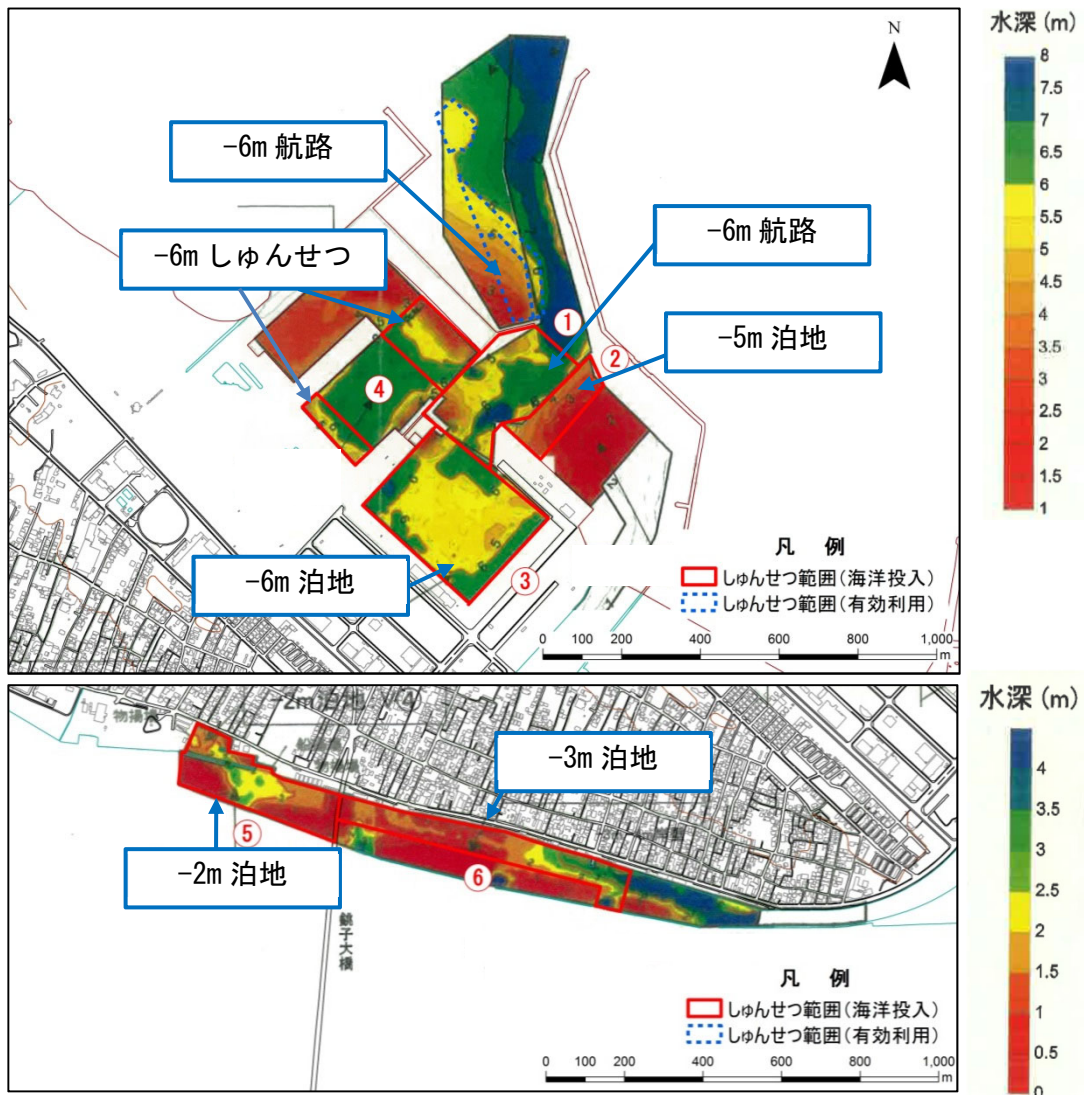 水深 (m)
8
7.5
7
6.5
6
5.5
5
4.5
4
3.5
3
2.5
2
1.5
1
N
-6m 航路
-6m 航路
-6m しゅんせつ
-5m 泊地
①
②
④
-6m 泊地
③
凡 例
しゅんせつ範囲(海洋投入)
しゅんせつ範囲(有効利用)
0 100 200 400 600 800 1,000
m
水深 (m)
4
3.5
3
2.5
2
1.5
1
0.5
0
-2m 泊地
-3m 泊地
⑤
-2m 泊地
⑥
銚子大橋
凡 例
しゅんせつ範囲(海洋投入)
しゅんせつ範囲(有効利用)
0 100 200 400 600 800 1,000
m